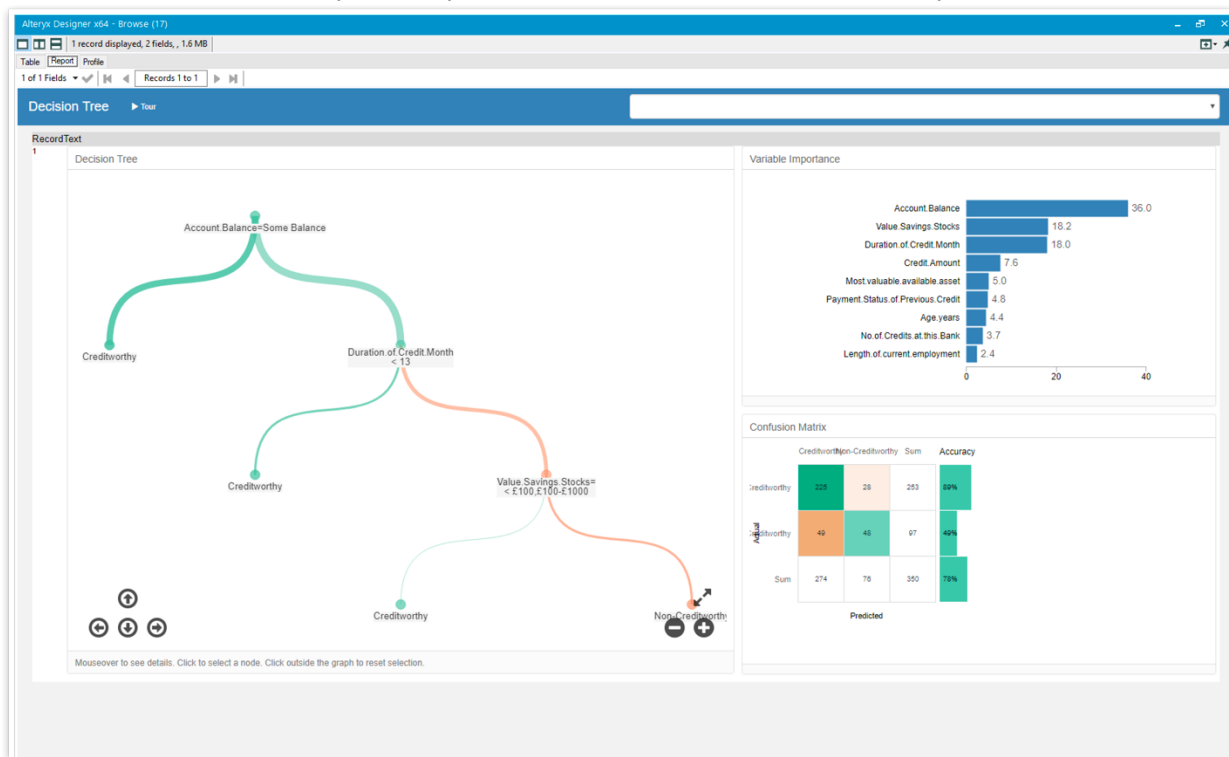 Alteryx Designer x64 - Browse (17)
1 record displayed, 2 fields, , 1.6 MB
Table Report Profile
1 of 1 Fields Records 1 to 1
Decision Tree Tour
RecordText
1
Decision Tree
Account.Balance=Some Balance
Creditworthy
Duration.of.Credit.Month
< 13
Creditworthy
Value.Savings.Stocks=
< £100,£100-£1000
Creditworthy
Non-Creditworthy
Mouseover to see details. Click to select a node. Click outside the graph to reset selection.
Variable Importance
Account.Balance 36.0
Value.Savings.Stocks 18.2
Duration.of.Credit.Month 18.0
Credit.Amount 7.6
Most.valuable.available.asset 5.0
Payment.Status.of.Previous.Credit 4.8
Age.years 4.4
No.of.Credits.at.this.Bank 3.7
Length.of.current.employment 2.4
0 20 40
Confusion Matrix
Sum Accuracy
225 28 253 89%
Actual
49 48 97 49%
Sum 274 76 350 78%
Predicted